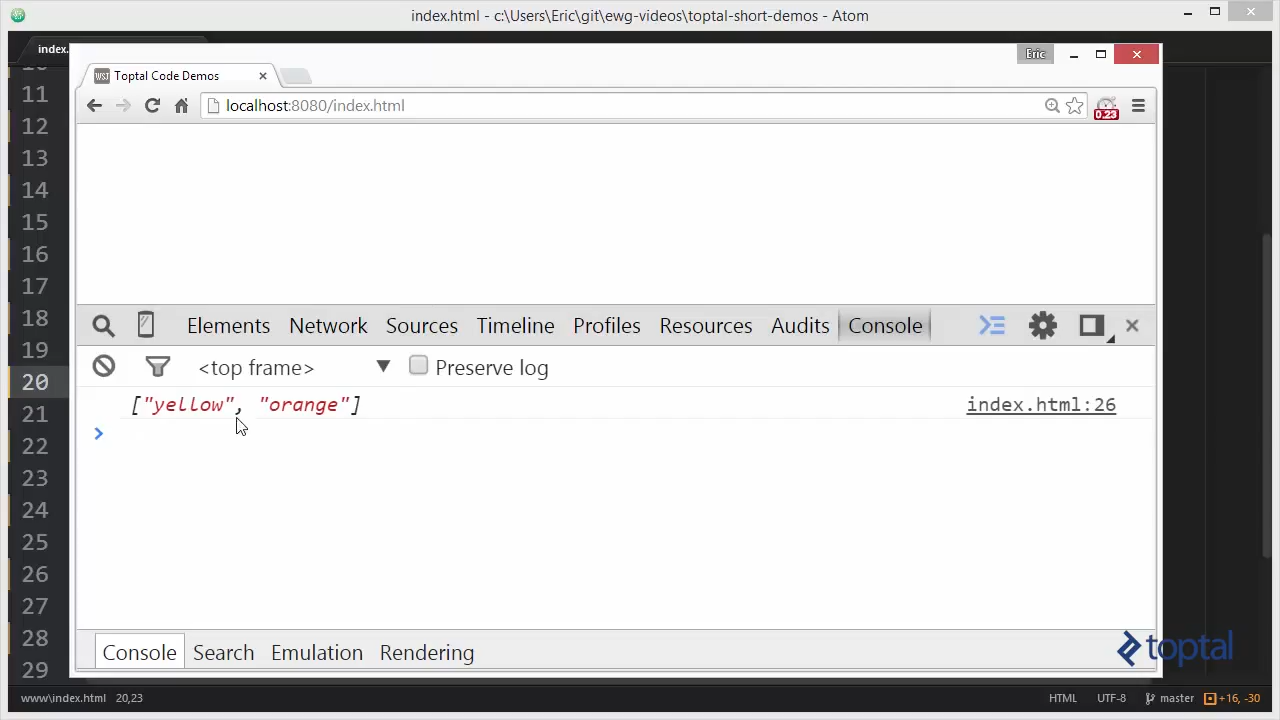 index.html - c:\Users\Eric\git\ewg-videos\toptal-short-demos - Atom
index.
Eric
WSJ Toptal Code Demos
localhost:8080/index.html
0.23
11
12
13
14
15
16
17
18
19
20
21
22
23
24
25
26
27
28
29
Elements Network Sources Timeline Profiles Resources Audits Console
<top frame> Preserve log
["yellow", "orange"] index.html:26
Console Search Emulation Rendering
toptal
www\index.html 20,23 HTML UTF-8 master +16, -30